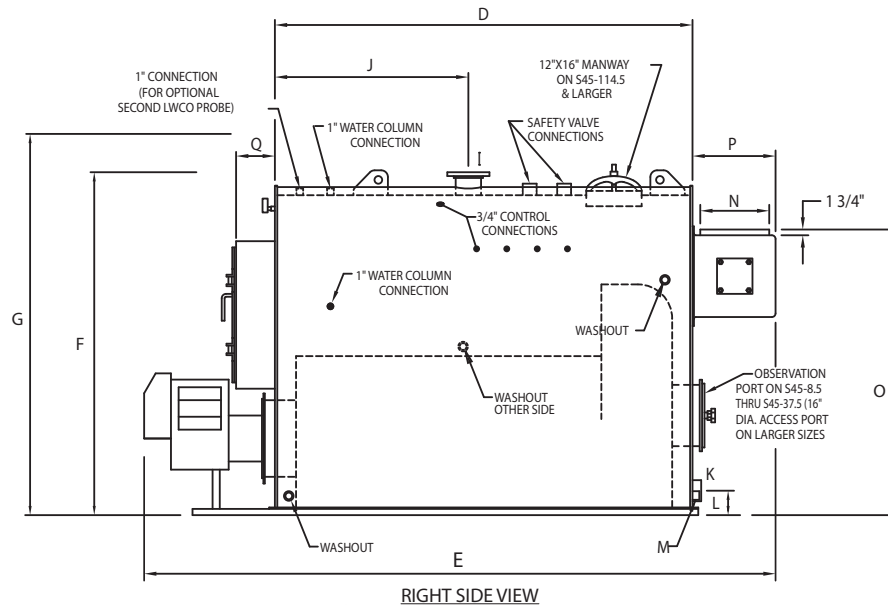 D
J
12"X16" MANWAY
ON S45-114.5
& LARGER
1" CONNECTION
(FOR OPTIONAL
SECOND LWCO PROBE)
SAFETY VALVE
CONNECTIONS
1" WATER COLUMN
CONNECTION
Q
I
P
N
1 3/4"
3/4" CONTROL
CONNECTIONS
1" WATER COLUMN
CONNECTION
G
F
WASHOUT
WASHOUT
OTHER SIDE
OBSERVATION
PORT ON S45-8.5
THRU S45-37.5 (16"
DIA. ACCESS PORT
ON LARGER SIZES
O
K
L
M
WASHOUT
E
RIGHT SIDE VIEW